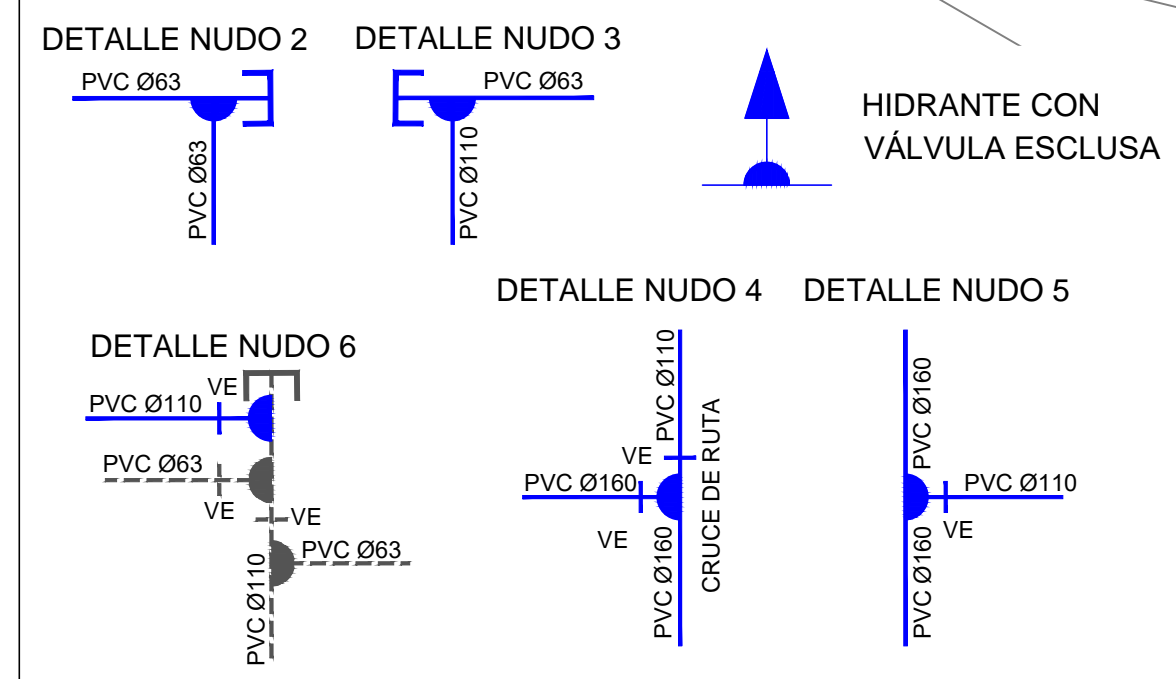 DETALLE NUDO 2
PVC Ø63
PVC Ø63
DETALLE NUDO 3
PVC Ø63
PVC Ø110
HIDRANTE CON
VÁLVULA ESCLUSA
DETALLE NUDO 6
VE
PVC Ø110
PVC Ø63
VE
VE
PVC Ø63
PVC Ø110
DETALLE NUDO 4
PVC Ø110
VE
PVC Ø160
VE
PVC Ø160
CRUCE DE RUTA
DETALLE NUDO 5
PVC Ø160
PVC Ø110
VE
PVC Ø160